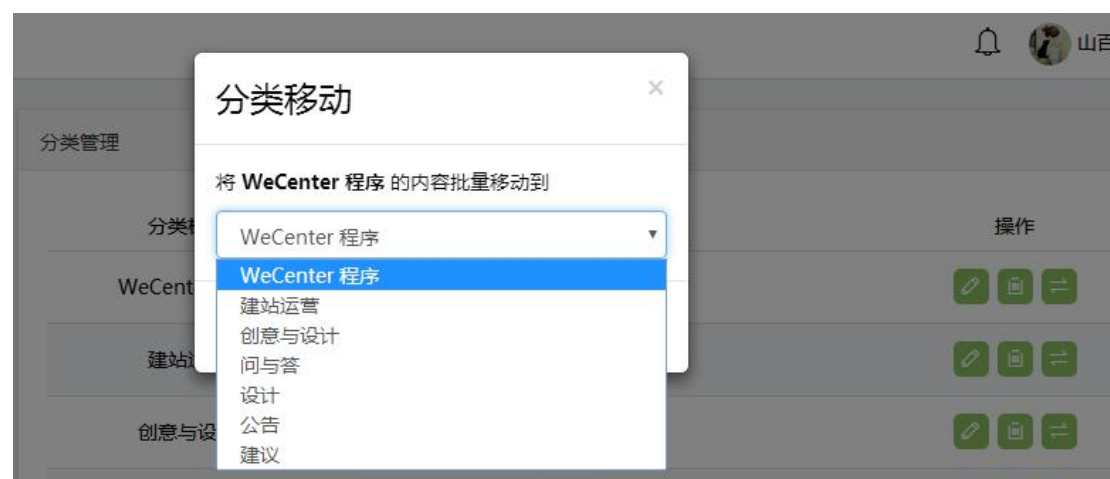 山百
分类移动
×
分类管理
将 WeCenter 程序 的内容批量移动到
分类
操作
WeCenter 程序
WeCenter 程序
WeCent
建站运营
创意与设计
问与答
建站
设计
公告
创意与设
建议